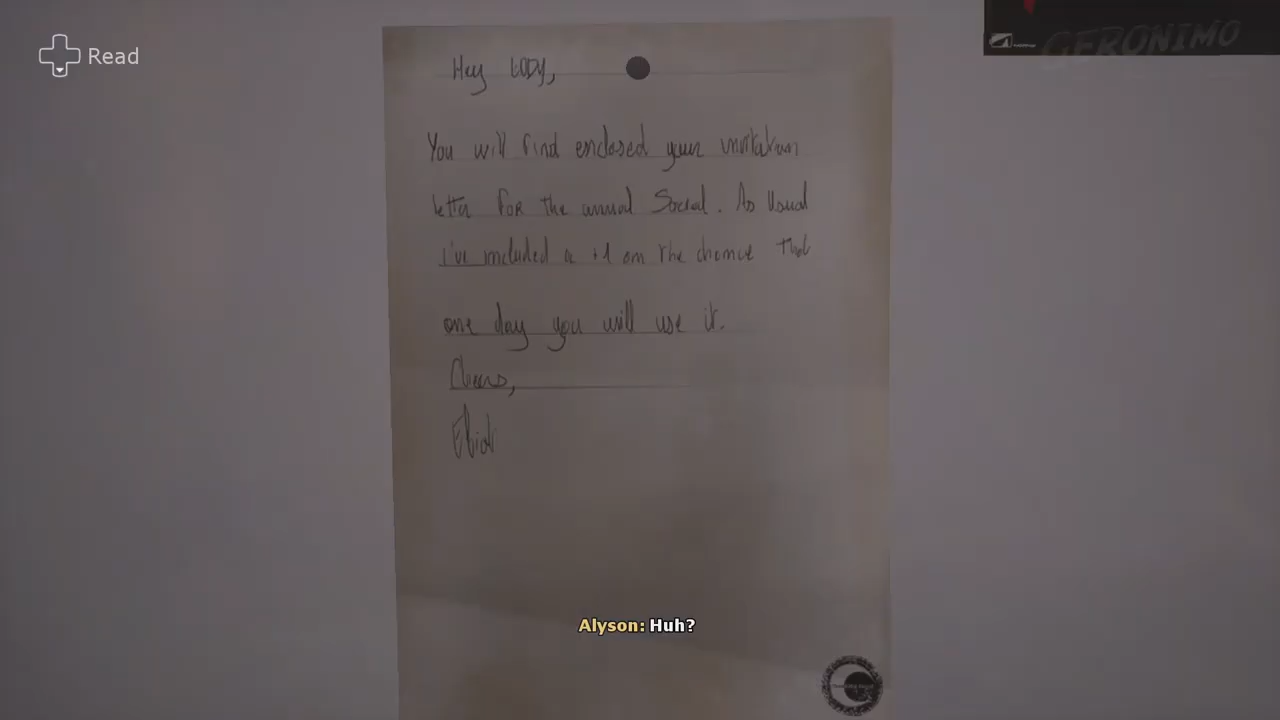 Read
GERONIMO
Hey
You will find enclosed your invitation
letter for the annual Social. As Usual
i've included a +1 on the chance that
one day you will use it.
Cheers,
Alyson: Huh?